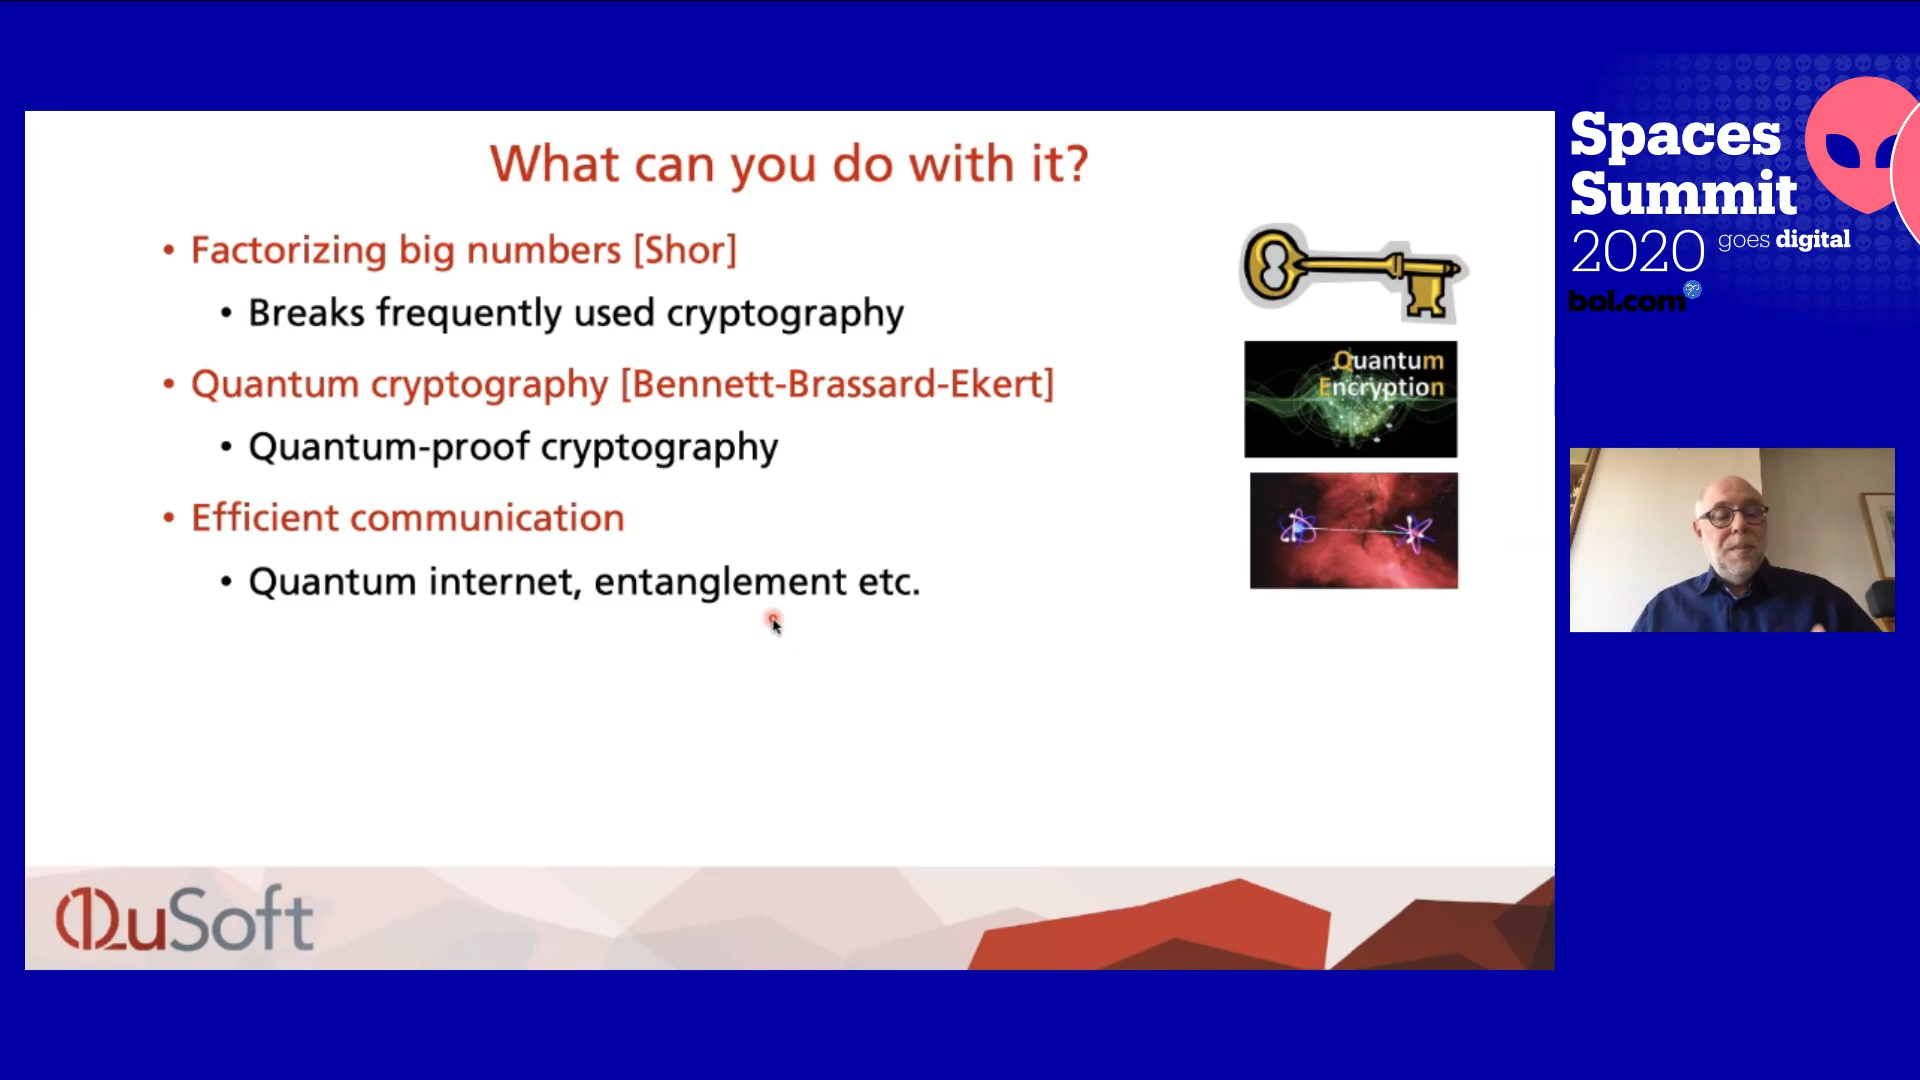 What can you do with it?
• Factorizing big numbers [Shor]
• Breaks frequently used cryptography
• Quantum cryptography [Bennett-Brassard-Ekert]
• Quantum-proof cryptography
• Efficient communication
• Quantum internet, entanglement etc.
Quantum
Encryption
QuSoft
Spaces
Summit
2020 goes digital
bol.com